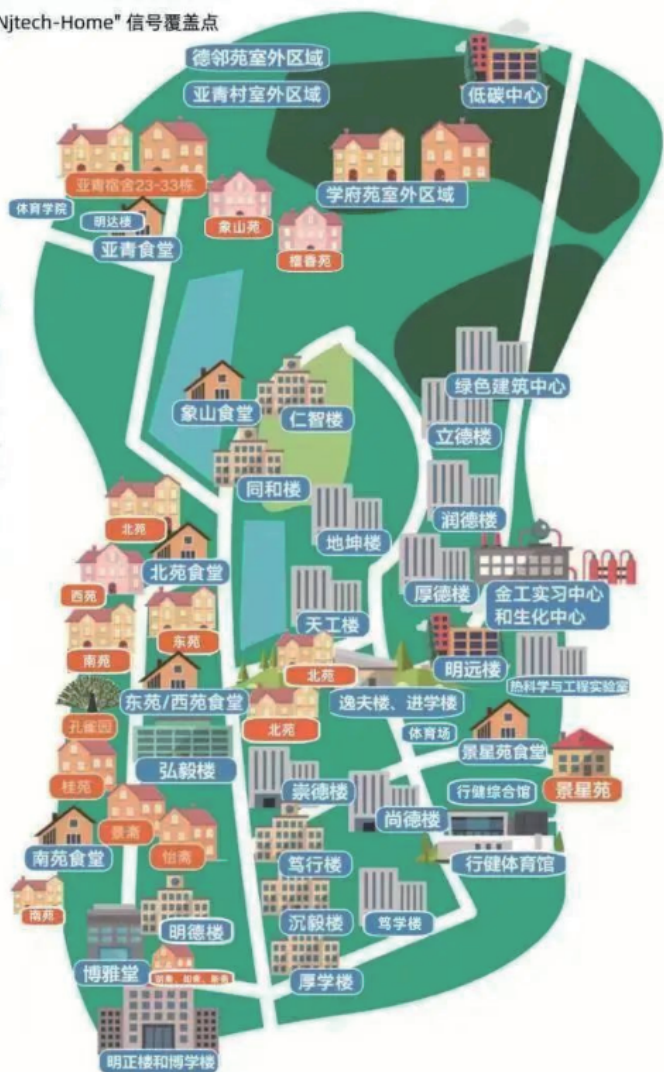 Njtech-Home" 信号覆盖点
德邻苑室外区域
亚青村室外区域
低碳中心
亚青宿舍23-33栋
学府苑室外区域
体育学院
明达楼
象山苑
亚青食堂
檀香苑
绿色建筑中心
象山食堂
仁智楼
立德楼
同和楼
润德楼
北苑
地坤楼
北苑食堂
西苑
厚德楼
金工实习中心
和生化中心
天工楼
东苑
南苑
北苑
明远楼
热科学与工程实验室
东苑/西苑食堂
逸夫楼、进学楼
孔雀园
北苑
体育场
景星苑食堂
弘毅楼
桂苑
崇德楼
行健综合馆
景星苑
尚德楼
景斋
南苑食堂
怡斋
笃行楼
行健体育馆
南苑
明德楼
沉毅楼
笃学楼
博雅堂
厚学楼
明正楼和博学楼